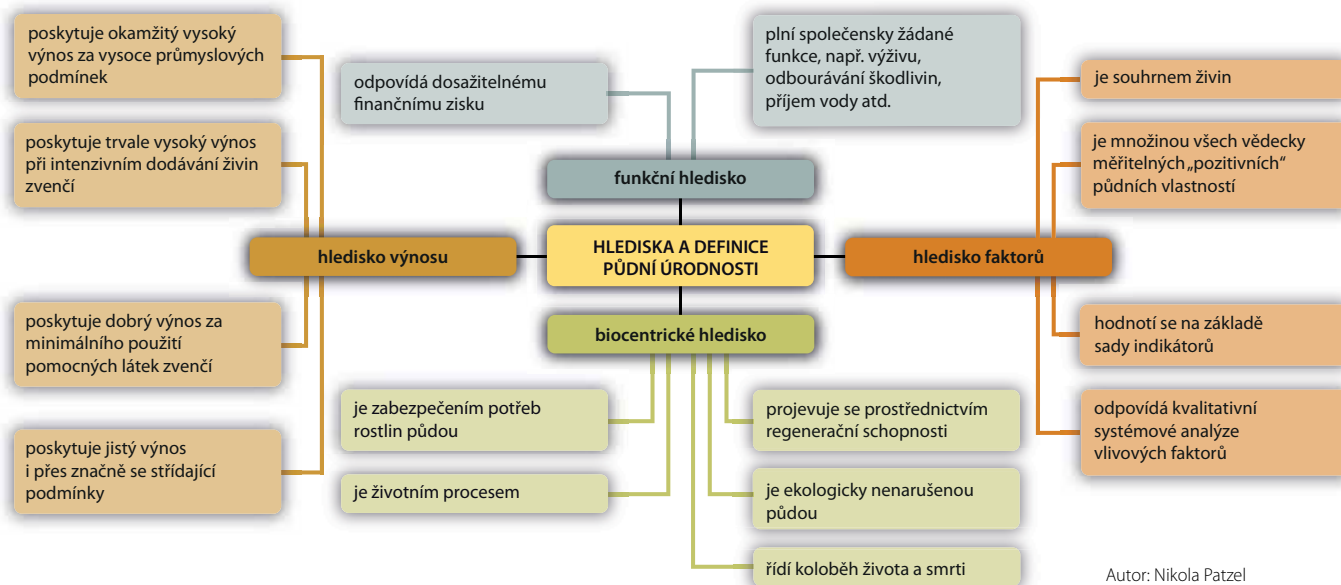 poskytuje okamžitý vysoký
výnos za vysoce průmyslových
podmínek
poskytuje trvale vysoký výnos
při intenzivním dodávání živin
zvenčí
hledisko výnosu
poskytuje dobrý výnos za
minimálního použití
pomocných látek zvenčí
poskytuje jistý výnos
i přes značně se střídající
podmínky
odpovídá dosažitelnému
finančnímu zisku
plní společensky žádané
funkce, např. výživu,
odbourávání škodlivin,
příjem vody atd.
funkční hledisko
HLEDISKA A DEFINICE
PŮDNÍ ÚRODNOSTI
biocentrické hledisko
je zabezpečením potřeb
rostlin půdou
je životním procesem
projevuje se prostřednictvím
regenerační schopnosti
je ekologicky nenarušenou
půdou
řídí koloběh života a smrti
je souhrnem živin
je množinou všech vědecky
měřitelných „pozitivních“
půdních vlastností
hledisko faktorů
hodnotí se na základě
sady indikátorů
odpovídá kvalitativní
systémové analýze
vlivových faktorů
Autor: Nikola Patzel